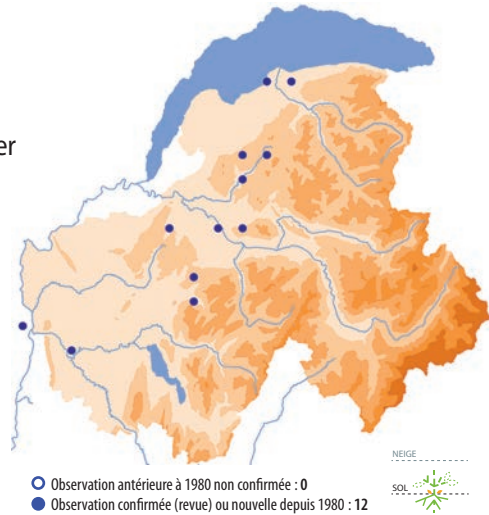 er
NEIGE
SOL
Observation antérieure à 1980 non confirmée : 0
Observation confirmée (revue) ou nouvelle depuis 1980 : 12